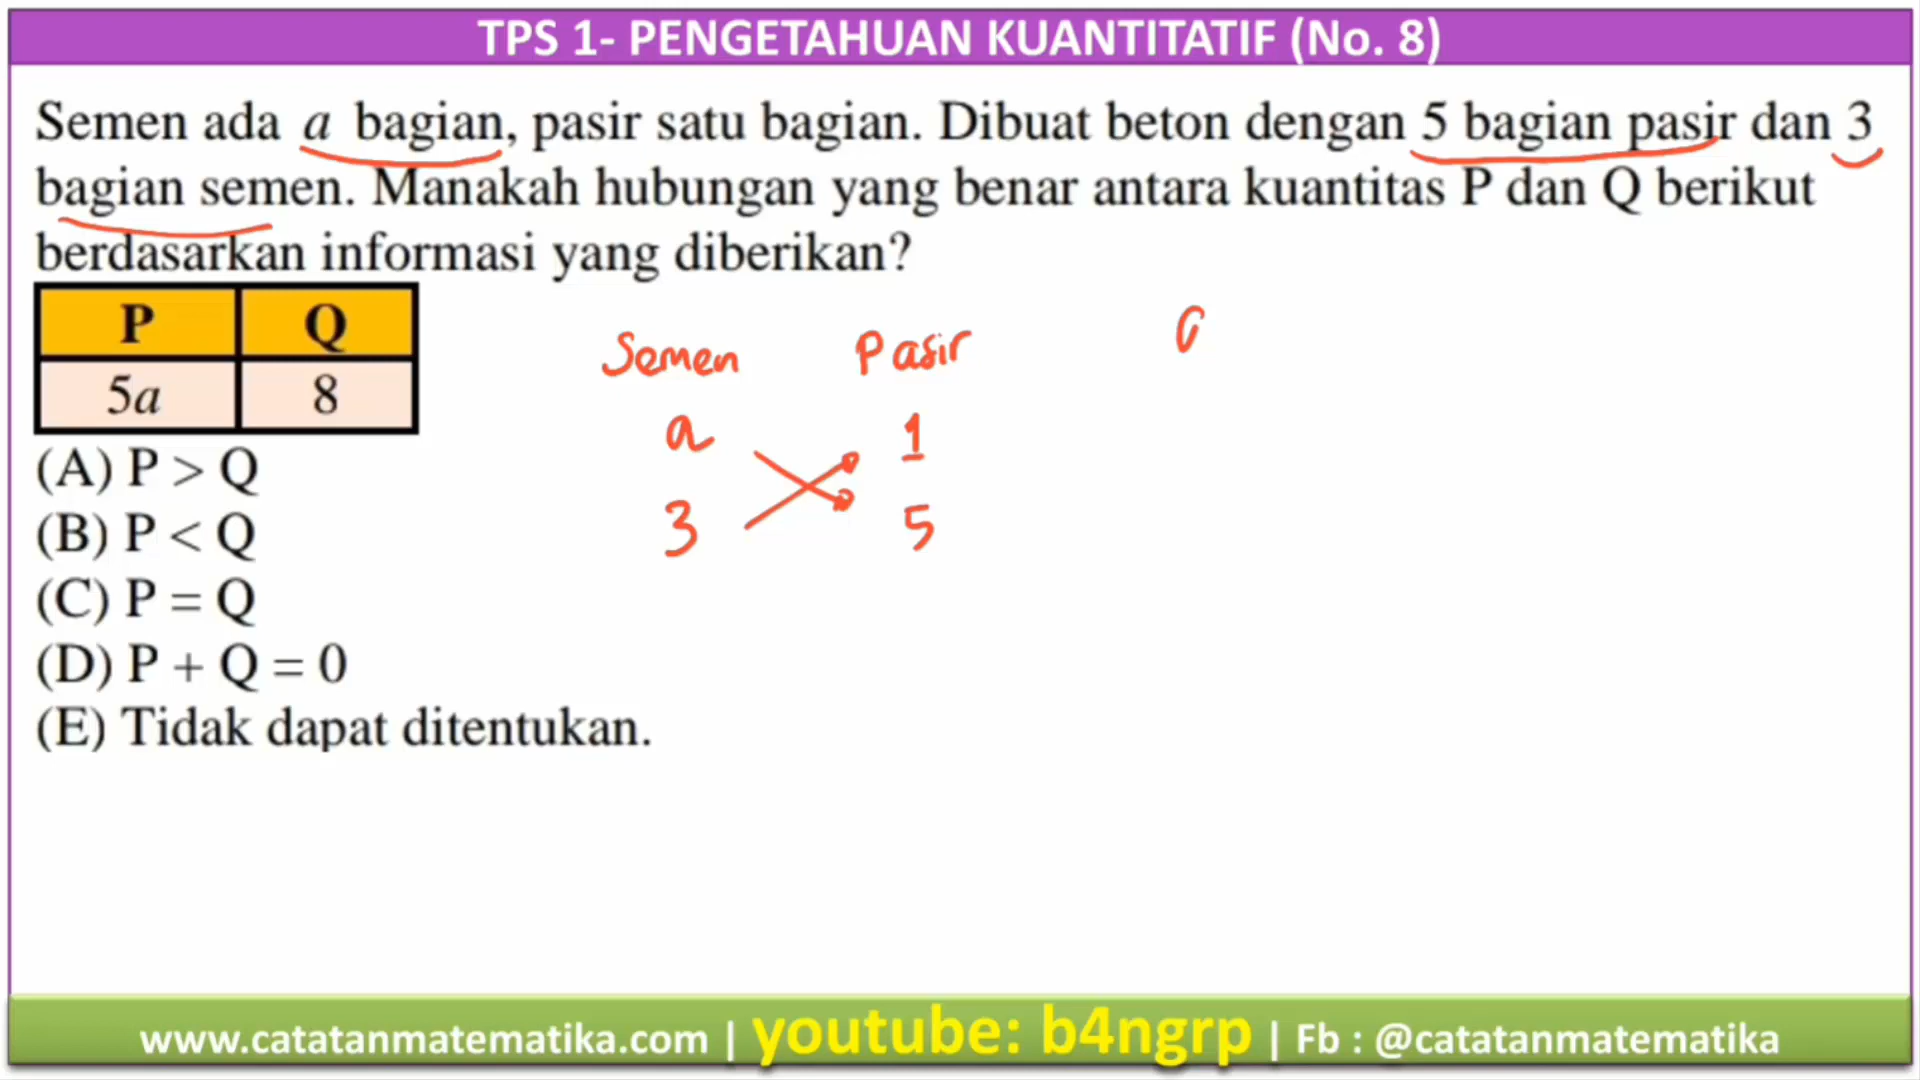 TPS 1- PENGETAHUAN KUANTITATIF (No. 8)
Semen ada a bagian, pasir satu bagian. Dibuat beton dengan 5 bagian pasir dan 3
bagian semen. Manakah hubungan yang benar antara kuantitas P dan Q berikut
berdasarkan informasi yang diberikan?
P Q
5a 8
Semen Pasir
a 1
3 5
(A) P > Q
(B) P < Q
(C) P = Q
(D) P + Q = 0
(E) Tidak dapat ditentukan.
www.catatanmatematika.com | youtube: b4ngrp | Fb : @catatanmatematika